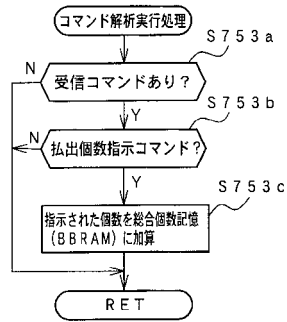 コマンド解析実行処理
S753a
N
受信コマンドあり？
Y
S753b
N
払出個数指示コマンド？
Y
S753c
指示された個数を総合個数記憶
(BBRAM)に加算
RET